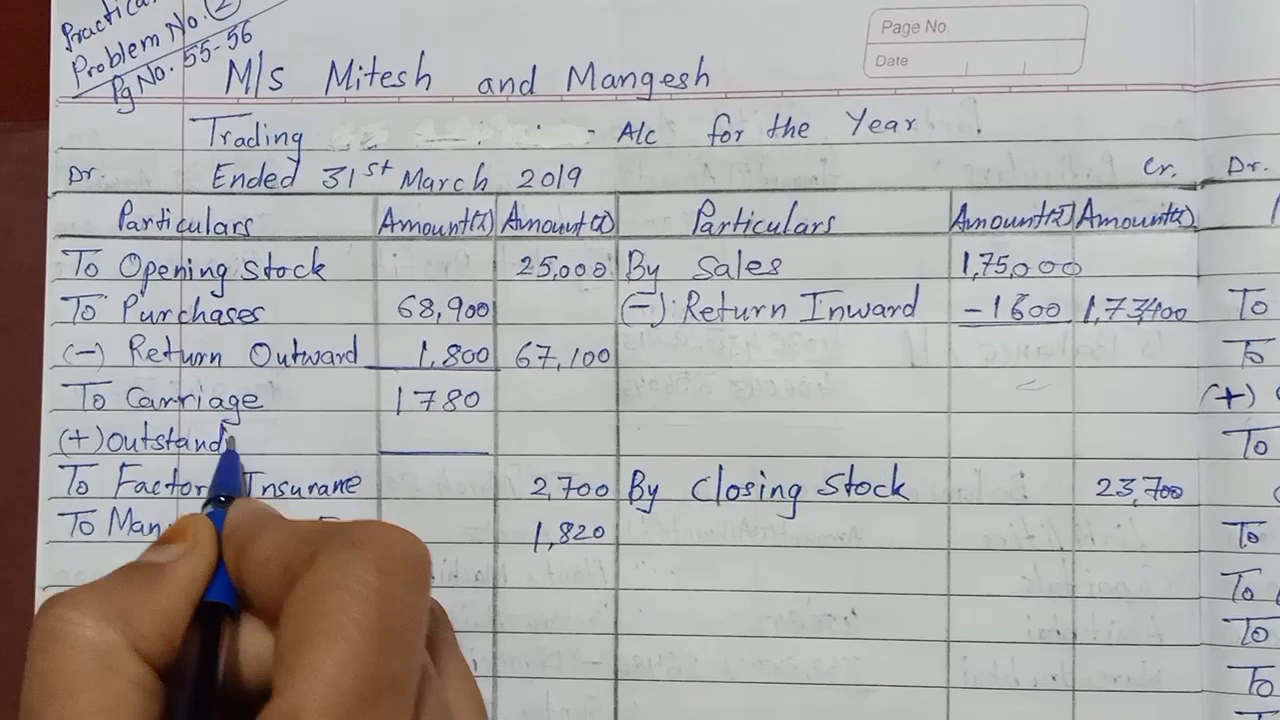 Practical
Problem No. 2
Pg No. 55-56
Page No.
Date
M/s Mitesh and Mangesh
Trading A/c for the Year
Dr. Ended 31st March 2019 Cr. Dr.
Particulars Amount(₹) Amount(₹) Particulars Amount(₹) Amount(₹)
To Opening Stock 25,000 By Sales 1,75,000
To Purchases 68,900 (-) Return Inward - 1600 1,73,400 To
(-) Return Outward 1,800 67,100 To
To Carriage 1780 (+)
(+) Outstand To
To Factor Insurane 2,700 By Closing Stock 23,700
To Man 1,820 To
To
To
To
To